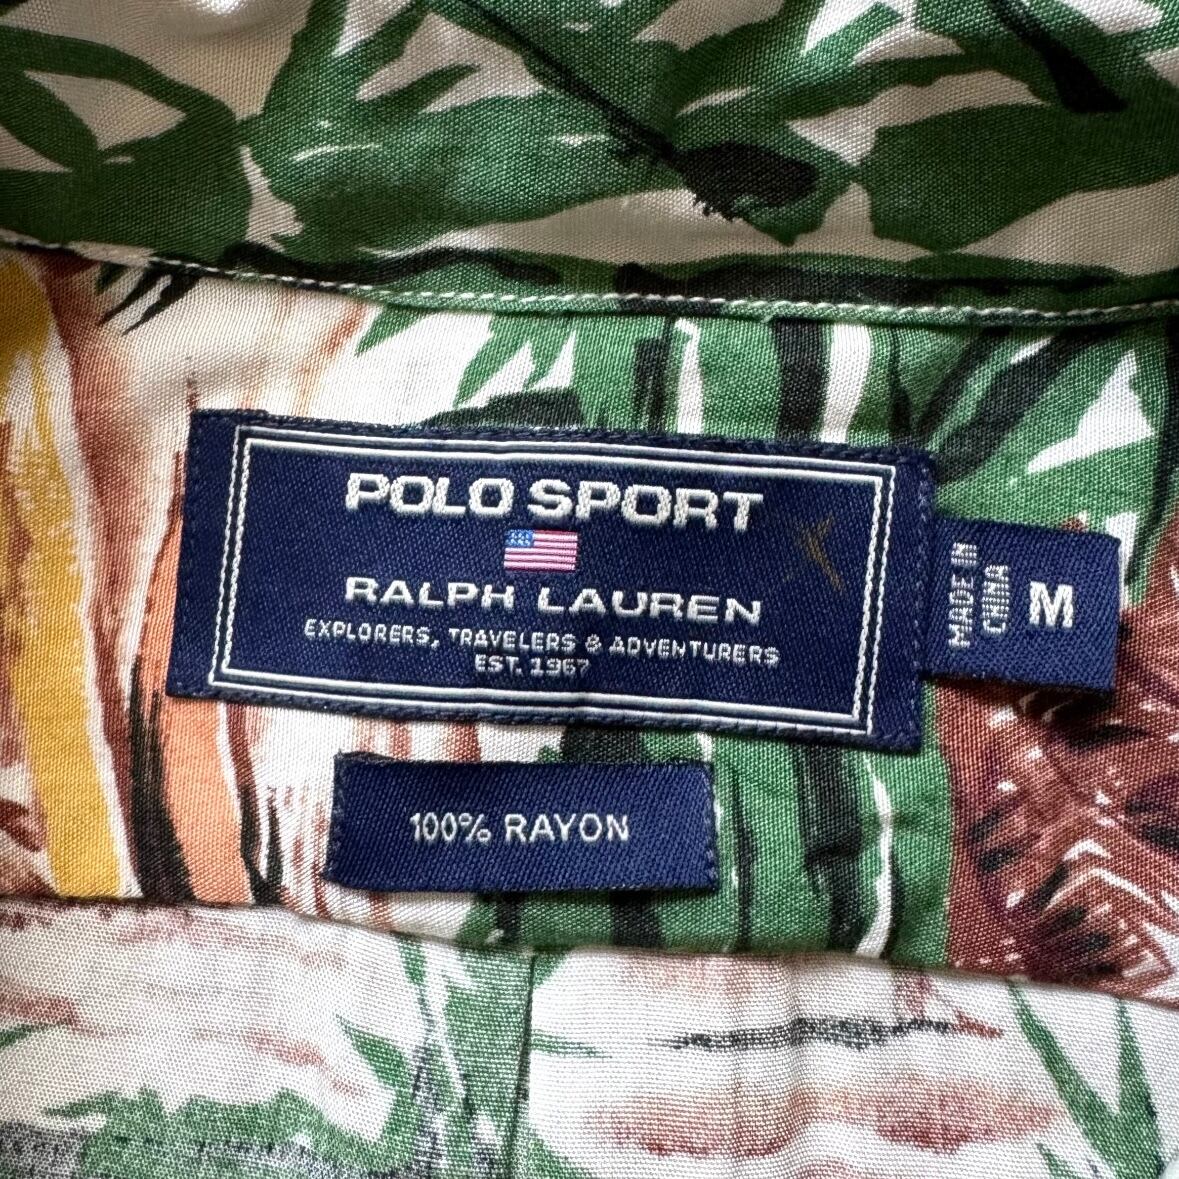 POLO SPORT
RALPH LAUREN
EXPLORERS, TRAVELERS & ADVENTURERS
EST. 1967
MADE IN
CHINA
M
100% RAYON